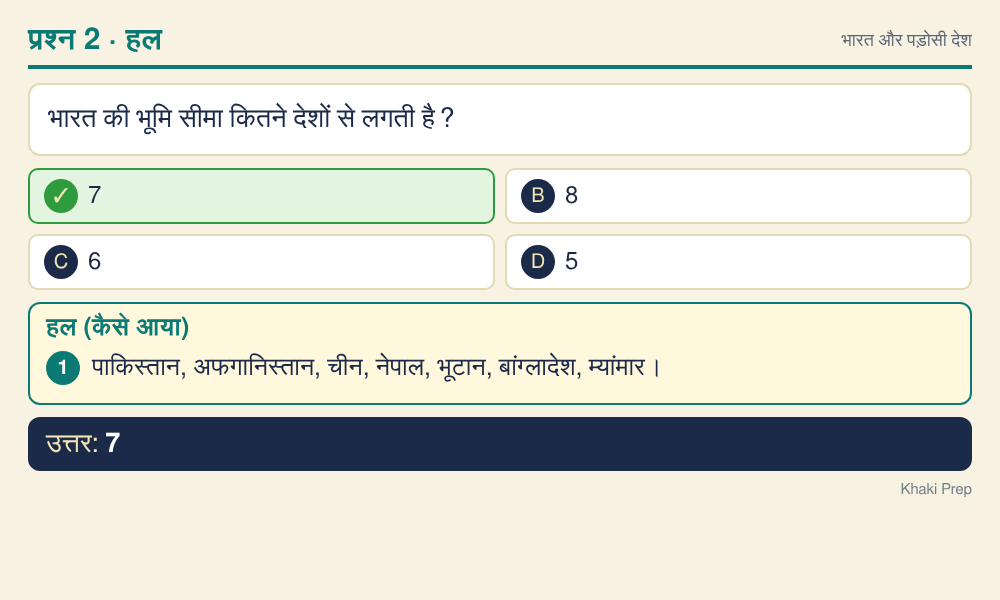 प्रश्न 2 · हल
भारत और पड़ोसी देश
भारत की भूमि सीमा कितने देशों से लगती है ?
✓ 7
B 8
C 6
D 5
हल (कैसे आया)
1 पाकिस्तान, अफगानिस्तान, चीन, नेपाल, भूटान, बांग्लादेश, म्यांमार।
उत्तर: 7
Khaki Prep